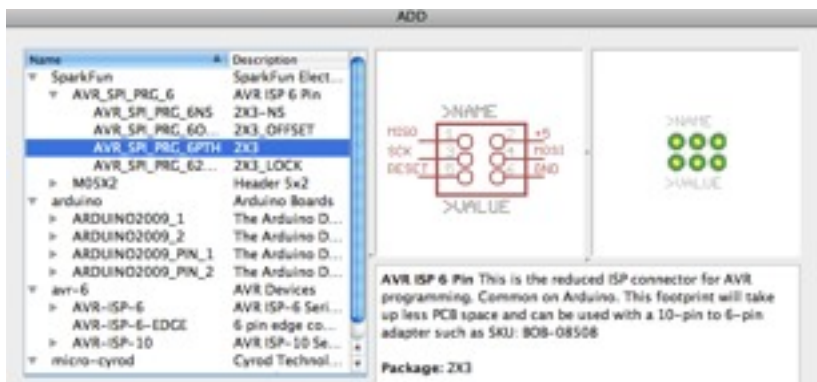 ADD
Name Description
SparkFun SparkFun Elect...
AVR_SPI_PRG_6 AVR ISP 6 Pin
AVR_SPI_PRG_6NS 2X3-NS
AVR_SPI_PRG_6O... 2X3_OFFSET
AVR_SPI_PRG_6PTH 2X3
AVR_SPI_PRG_62... 2X3_LOCK
M05X2 Header 5x2
arduino Arduino Boards
ARDUINO2009_1 The Arduino D...
ARDUINO2009_2 The Arduino D...
ARDUINO2009_PIN_1 The Arduino D...
ARDUINO2009_PIN_2 The Arduino D...
avr-6 AVR Devices
AVR-ISP-6 AVR ISP-6 Seri...
AVR-ISP-6-EDGE 6 pin edge co...
AVR-ISP-10 AVR ISP-10 Se...
micro-cyrod Cyrod Technol...
>NAME
MISO 1 2 +5
SCK 3 4 MOSI
RESET 5 6 GND
>VALUE
>NAME
>VALUE
AVR ISP 6 Pin This is the reduced ISP connector for AVR
programming. Common on Arduino. This footprint will take
up less PCB space and can be used with a 10-pin to 6-pin
adapter such as SKU: BOB-08508
Package: 2X3